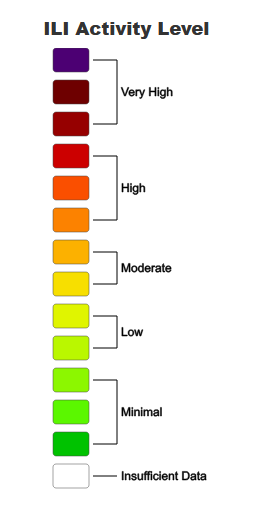 ILI Activity Level
Very High
High
Moderate
Low
Minimal
Insufficient Data